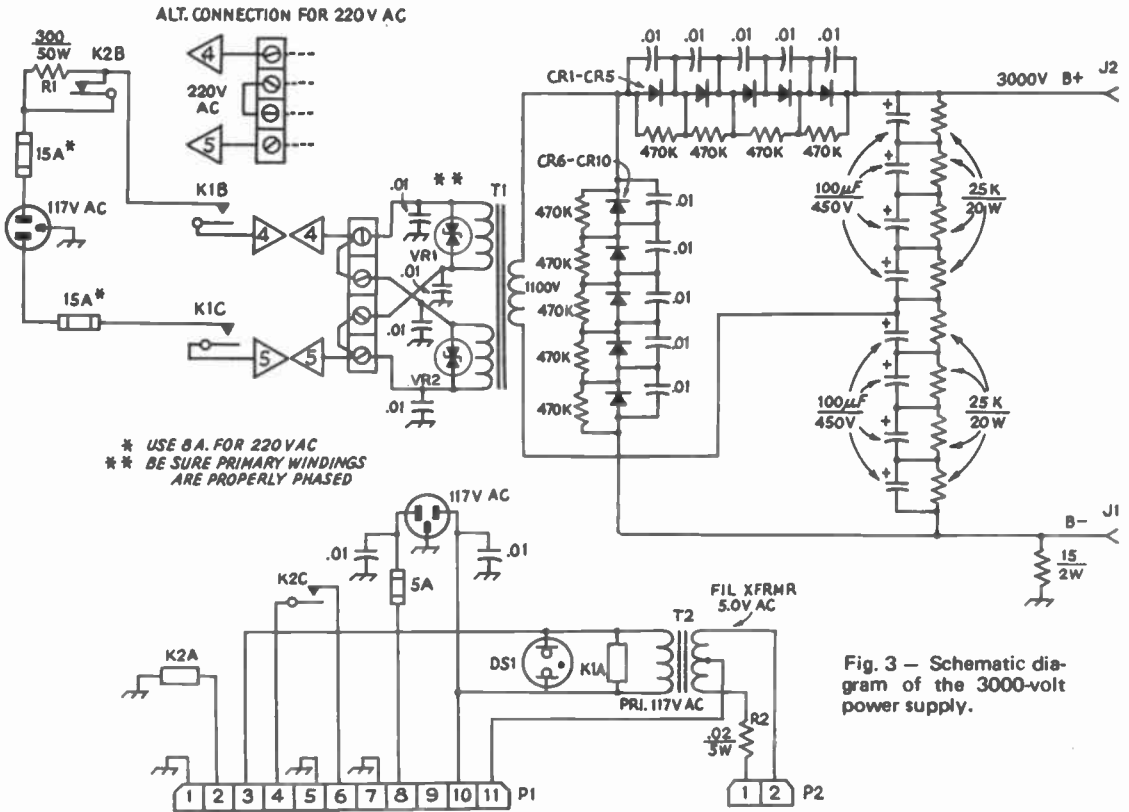 ALT. CONNECTION FOR 220V AC
300
50W
R1
K2B
4
220V
AC
5
15A*
117V AC
15A*
K1B
4
4
K1C
5
5
.01
**
T1
VR1
.01
.01
VR2
.01
1100V
* USE 8A. FOR 220VAC
** BE SURE PRIMARY WINDINGS
ARE PROPERLY PHASED
.01
.01
.01
.01
.01
CR1-CR5
470K
470K
470K
470K
CR6-CR10
470K
470K
470K
470K
470K
.01
.01
.01
.01
.01
3000V B+
J2
+
+
+
+
100µF
450V
25K
20W
+
+
+
+
100µF
450V
25K
20W
B-
J1
15
2W
117V AC
.01
.01
5A
K2C
K2A
DS1
K1A
T2
FIL XFRMR
5.0V AC
PRI. 117V AC
.02
5W
R2
1 2 3 4 5 6 7 8 9 10 11 P1
1 2 P2
Fig. 3 — Schematic dia-
gram of the 3000-volt
power supply.